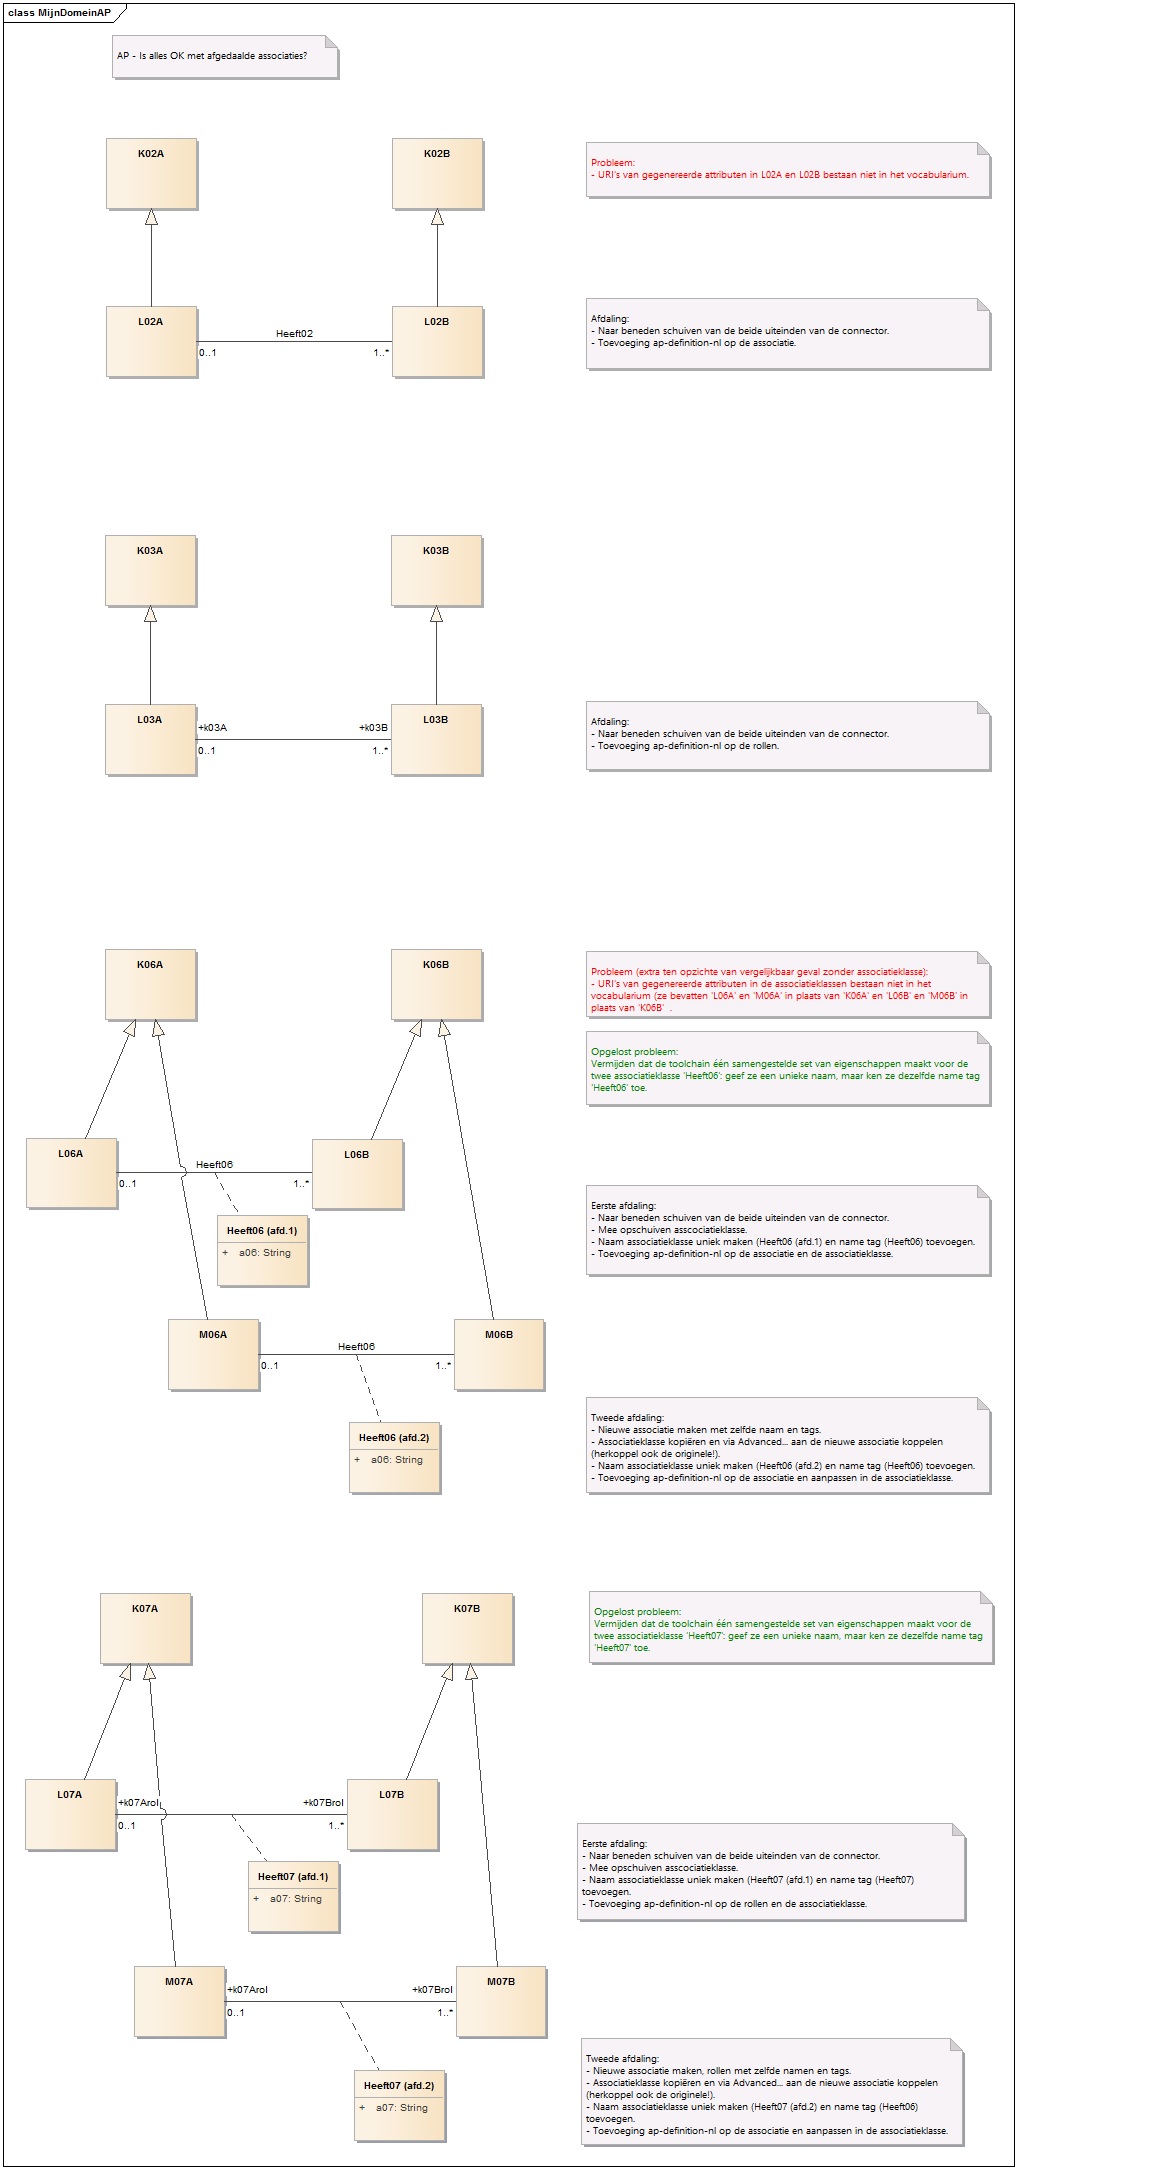 class MijnDomeinAP
AP - Is alles OK met afgedaalde associaties?
K02A
K02B
Probleem:
- URI's van gegenereerde attributen in L02A en L02B bestaan niet in het vocabularium.
L02A
L02B
Heeft02
0..1
1..*
Afdaling:
- Naar beneden schuiven van de beide uiteinden van de connector.
- Toevoeging ap-definition-nl op de associatie.
K03A
K03B
L03A
L03B
+k03A
+k03B
0..1
1..*
Afdaling:
- Naar beneden schuiven van de beide uiteinden van de connector.
- Toevoeging ap-definition-nl op de rollen.
K06A
K06B
Probleem (extra ten opzichte van vergelijkbaar geval zonder associatieklasse):
- URI's van gegenereerde attributen in de associatieklassen bestaan niet in het
vocabularium (ze bevatten 'L06A' en 'M06A' in plaats van 'K06A' en 'L06B' en 'M06B' in
plaats van 'K06B'  .
Opgelost probleem:
Vermijden dat de toolchain één samengestelde set van eigenschappen maakt voor de
twee associatieklasse 'Heeft06': geef ze een unieke naam, maar ken ze dezelfde name tag
'Heeft06' toe.
L06A
L06B
Heeft06
0..1
1..*
Heeft06 (afd.1)
+ a06: String
Eerste afdaling:
- Naar beneden schuiven van de beide uiteinden van de connector.
- Mee opschuiven asscociatieklasse.
- Naam associatieklasse uniek maken (Heeft06 (afd.1) en name tag (Heeft06) toevoegen.
- Toevoeging ap-definition-nl op de associatie en de associatieklasse.
M06A
M06B
Heeft06
0..1
1..*
Heeft06 (afd.2)
+ a06: String
Tweede afdaling:
- Nieuwe associatie maken met zelfde naam en tags.
- Associatieklasse kopiëren en via Advanced... aan de nieuwe associatie koppelen
(herkoppel ook de originele!).
- Naam associatieklasse uniek maken (Heeft06 (afd.2) en name tag (Heeft06) toevoegen.
- Toevoeging ap-definition-nl op de associatie en aanpassen in de associatieklasse.
K07A
K07B
Opgelost probleem:
Vermijden dat de toolchain één samengestelde set van eigenschappen maakt voor de
twee associatieklasse 'Heeft07': geef ze een unieke naam, maar ken ze dezelfde name tag
'Heeft07' toe.
L07A
L07B
+k07Arol
+k07Brol
0..1
1..*
Heeft07 (afd.1)
+ a07: String
Eerste afdaling:
- Naar beneden schuiven van de beide uiteinden van de connector.
- Mee opschuiven asscociatieklasse.
- Naam associatieklasse uniek maken (Heeft07 (afd.1) en name tag (Heeft07)
toevoegen.
- Toevoeging ap-definition-nl op de rollen en de associatieklasse.
M07A
M07B
+k07Arol
+k07Brol
0..1
1..*
Heeft07 (afd.2)
+ a07: String
Tweede afdaling:
- Nieuwe associatie maken, rollen met zelfde namen en tags.
- Associatieklasse kopiëren en via Advanced... aan de nieuwe associatie koppelen
(herkoppel ook de originele!).
- Naam associatieklasse uniek maken (Heeft07 (afd.2) en name tag (Heeft06)
toevoegen.
- Toevoeging ap-definition-nl op de associatie en aanpassen in de associatieklasse.